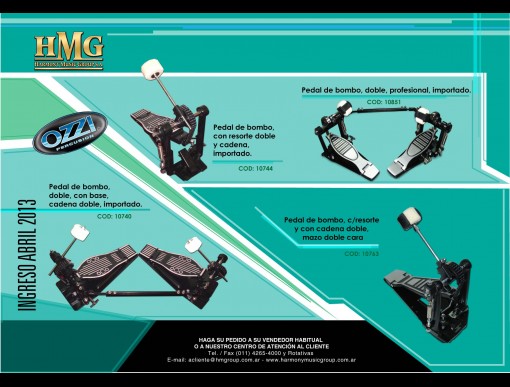 HMG
HARMONY Music Group S.A.
OZZI
PERCUSION
INGRESO ABRIL 2013
Pedal de bombo,
con resorte doble
y cadena,
importado.
COD: 10744
Pedal de bombo, doble, profesional, importado.
COD: 10851
Pedal de bombo,
doble, con base,
cadena doble, importado.
COD: 10740
Pedal de bombo, c/resorte
y con cadena doble,
mazo doble cara
COD: 10763
HAGA SU PEDIDO A SU VENDEDOR HABITUAL
O A NUESTRO CENTRO DE ATENCIÓN AL CLIENTE
Tel. / Fax (011) 4265-4000 y Rotativas
E-mail: acliente@hmgroup.com.ar - www.harmonymusicgroup.com.ar